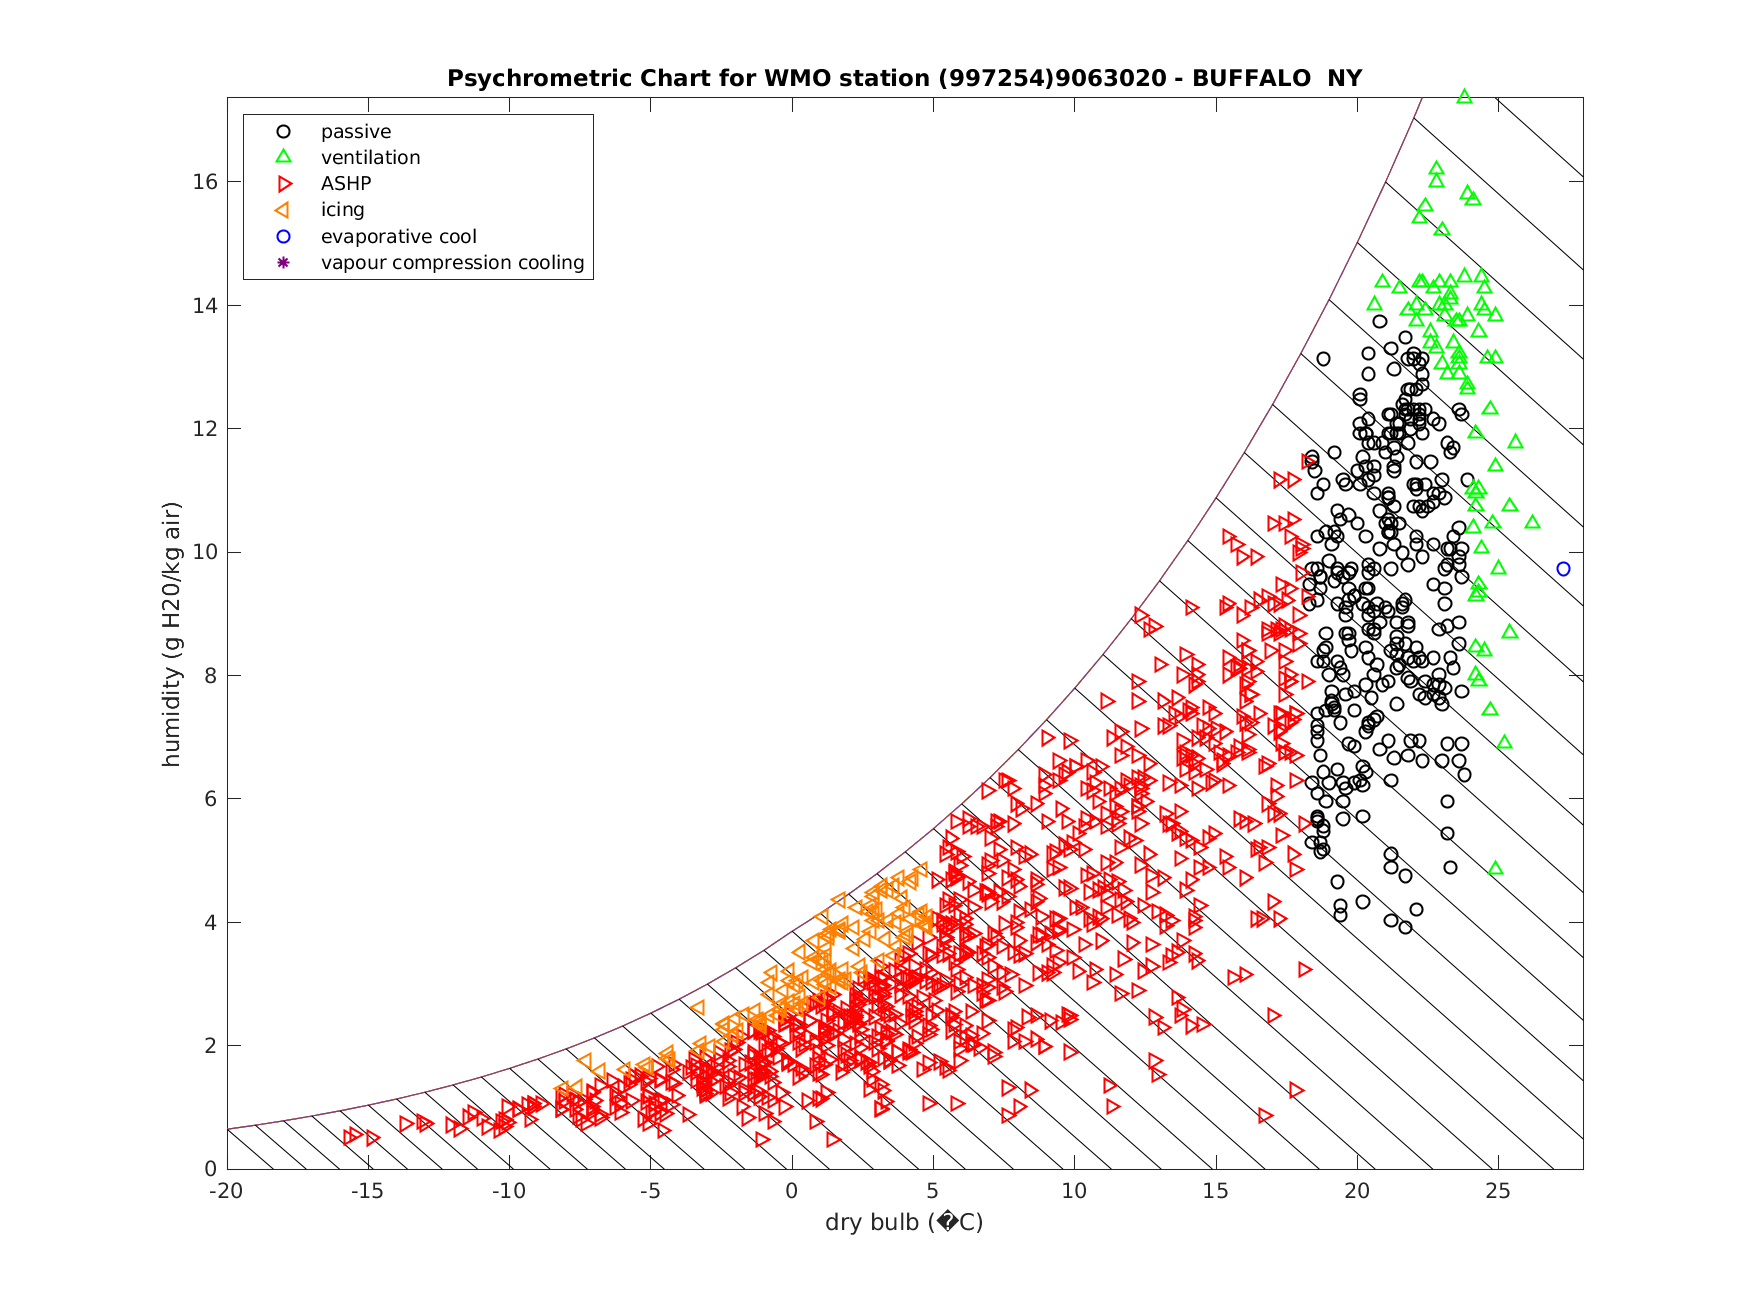 Psychrometric Chart for WMO station (997254)9063020 - BUFFALO  NY
passive
ventilation
ASHP
icing
evaporative cool
vapour compression cooling
humidity (g H20/kg air)
16
14
12
10
8
6
4
2
0
-20 -15 -10 -5 0 5 10 15 20 25
dry bulb (�C)